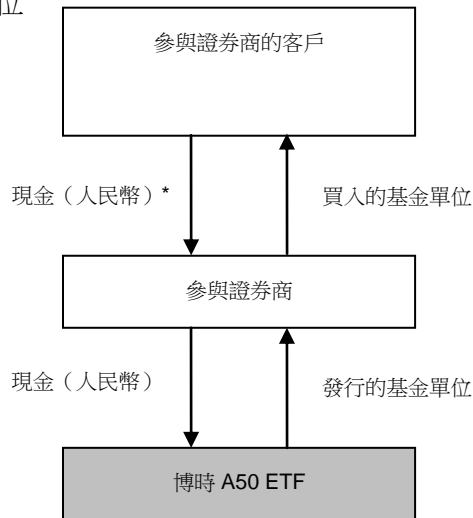 位
參與證券商的客戶
現金（人民幣）*
買入的基金單位
參與證券商
現金（人民幣）
發行的基金單位
博時 A50 ETF